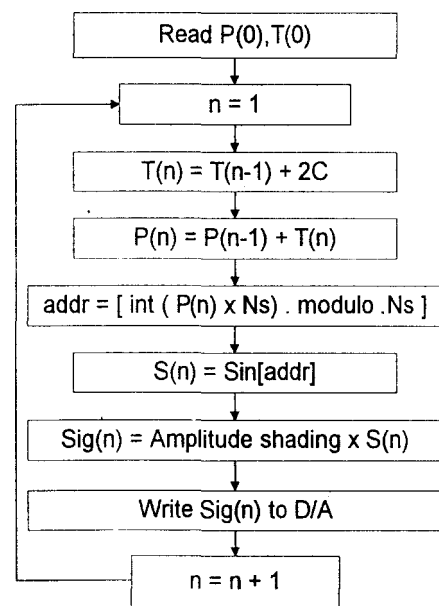 Read P(0),T(0)
n = 1
T(n) = T(n-1) + 2C
P(n) = P(n-1) + T(n)
addr = [ int ( P(n) x Ns ) . modulo .Ns ]
S(n) = Sin[addr]
Sig(n) = Amplitude shading x S(n)
Write Sig(n) to D/A
n = n + 1